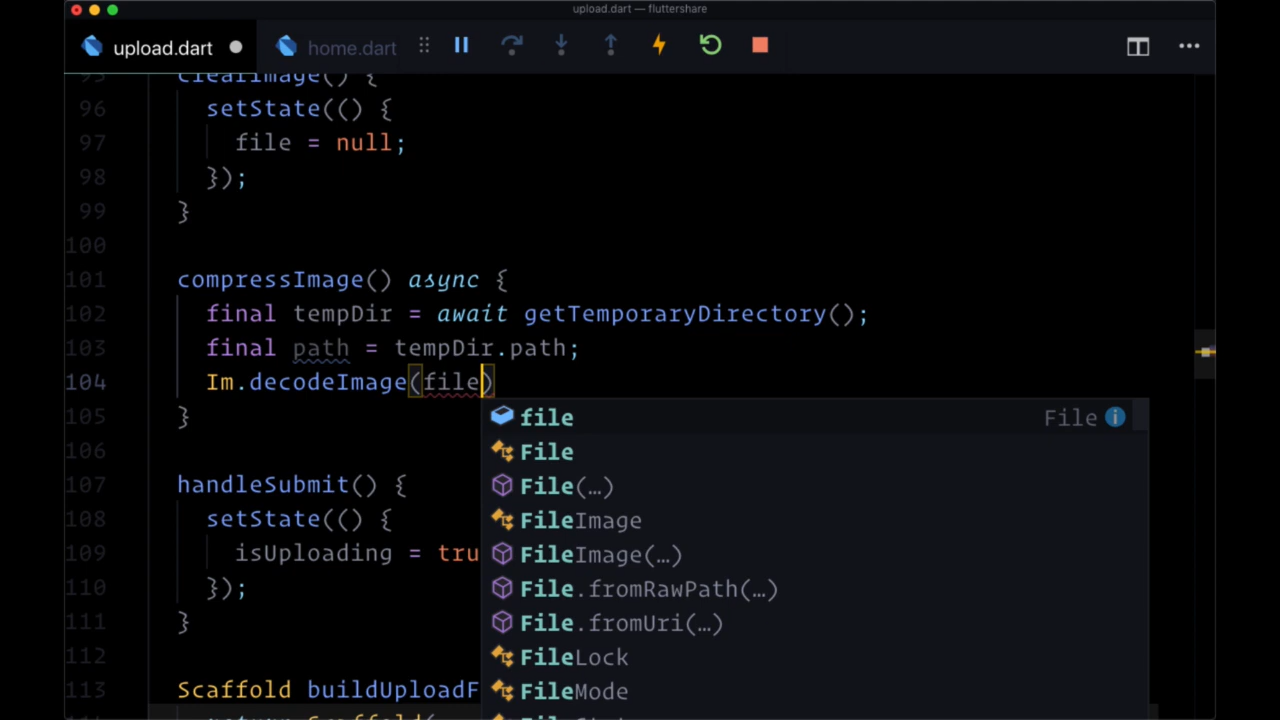 upload.dart — fluttershare
upload.dart home.dart
95 clearImage() {
96 setState(() {
97 file = null;
98 });
99 }
100
101 compressImage() async {
102 final tempDir = await getTemporaryDirectory();
103 final path = tempDir.path;
104 Im.decodeImage(file)
105 }
file File
106
File
107 handleSubmit() {
File(…)
108 setState(() {
FileImage
109 isUploading = tru
FileImage(…)
110 });
File.fromRawPath(…)
111 }
File.fromUri(…)
112
FileLock
113 Scaffold buildUploadF
FileMode